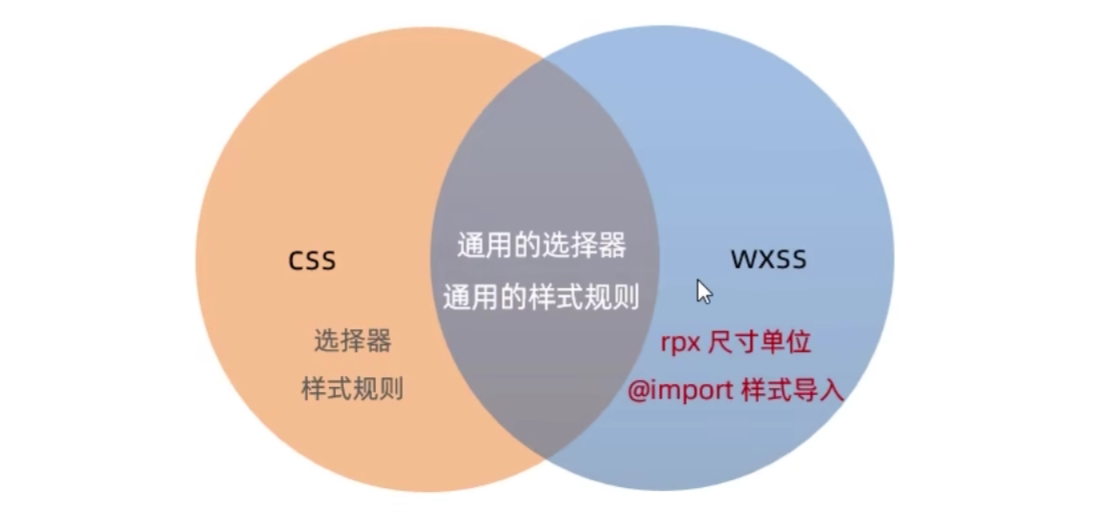 css
选择器
样式规则
通用的选择器
通用的样式规则
wxss
rpx 尺寸单位
@import 样式导入